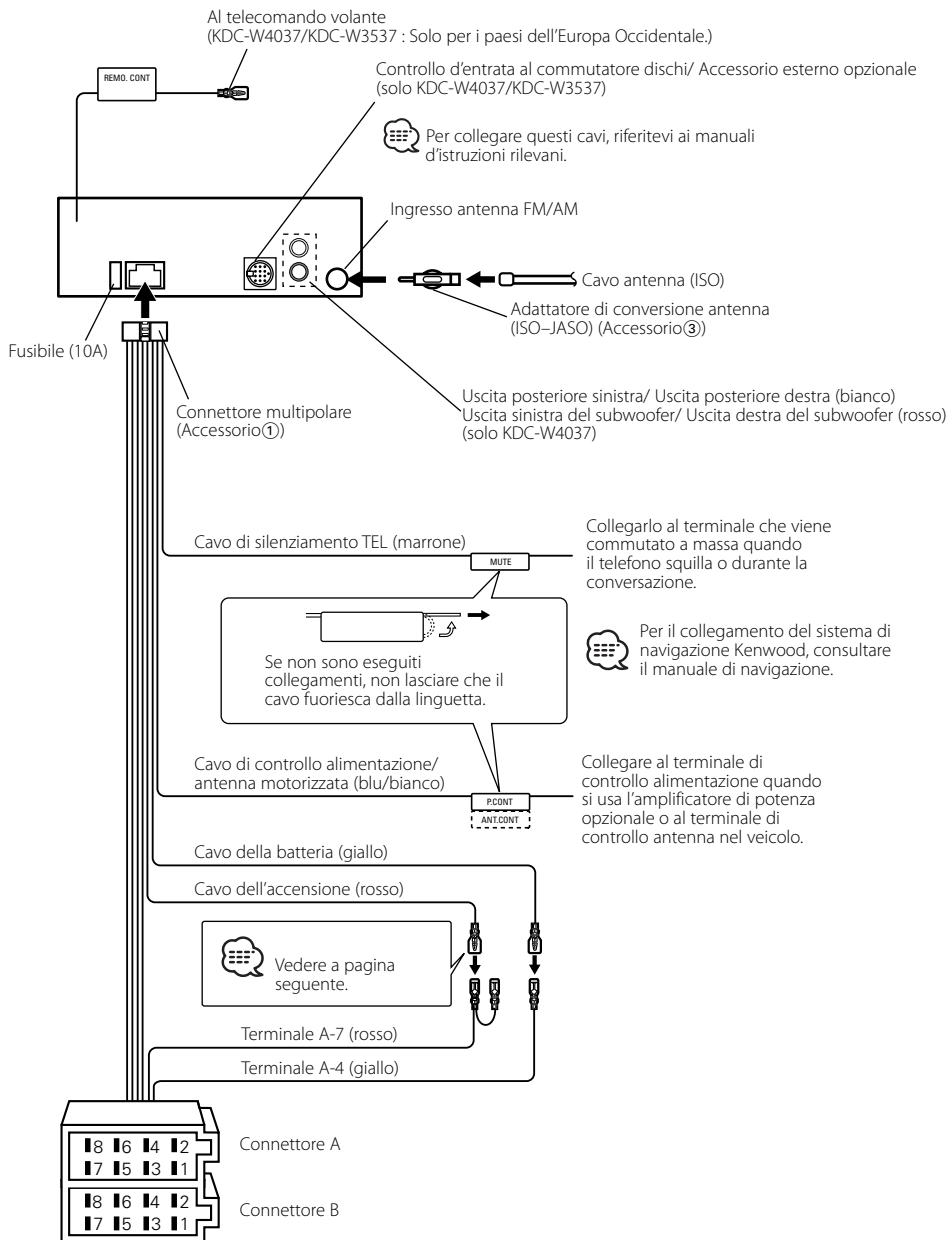 Al telecomando volante
(KDC-W4037/KDC-W3537 : Solo per i paesi dell'Europa Occidentale.)
REMO. CONT
Controllo d'entrata al commutatore dischi/ Accessorio esterno opzionale
(solo KDC-W4037/KDC-W3537)
Per collegare questi cavi, riferitevi ai manuali
d'istruzioni rilevani.
Ingresso antenna FM/AM
Cavo antenna (ISO)
Adattatore di conversione antenna
(ISO–JASO) (Accessorio③)
Fusibile (10A)
Connettore multipolare
(Accessorio①)
Uscita posteriore sinistra/ Uscita posteriore destra (bianco)
Uscita sinistra del subwoofer/ Uscita destra del subwoofer (rosso)
(solo KDC-W4037)
Cavo di silenziamento TEL (marrone)
MUTE
Collegarlo al terminale che viene
commutato a massa quando
il telefono squilla o durante la
conversazione.
Se non sono eseguiti
collegamenti, non lasciare che il
cavo fuoriesca dalla linguetta.
Per il collegamento del sistema di
navigazione Kenwood, consultare
il manuale di navigazione.
Cavo di controllo alimentazione/
antenna motorizzata (blu/bianco)
P.CONT
ANT.CONT
Collegare al terminale di
controllo alimentazione quando
si usa l'amplificatore di potenza
opzionale o al terminale di
controllo antenna nel veicolo.
Cavo della batteria (giallo)
Cavo dell'accensione (rosso)
Vedere a pagina
seguente.
Terminale A-7 (rosso)
Terminale A-4 (giallo)
8 6 4 2
7 5 3 1
Connettore A
8 6 4 2
7 5 3 1
Connettore B